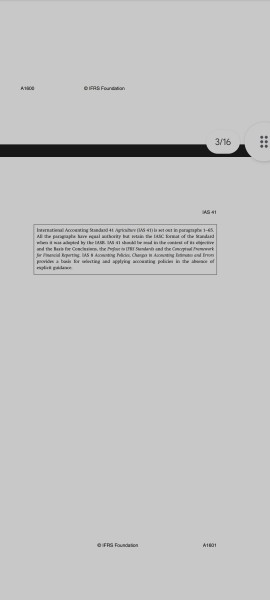 A1600 © IFRS Foundation
3/16
IAS 41
International Accounting Standard 41 Agriculture (IAS 41) is set out in paragraphs 1–65.
All the paragraphs have equal authority but retain the IASC format of the Standard
when it was adopted by the IASB. IAS 41 should be read in the context of its objective
and the Basis for Conclusions, the Preface to IFRS Standards and the Conceptual Framework
for Financial Reporting. IAS 8 Accounting Policies, Changes in Accounting Estimates and Errors
provides a basis for selecting and applying accounting policies in the absence of
explicit guidance.
© IFRS Foundation A1601